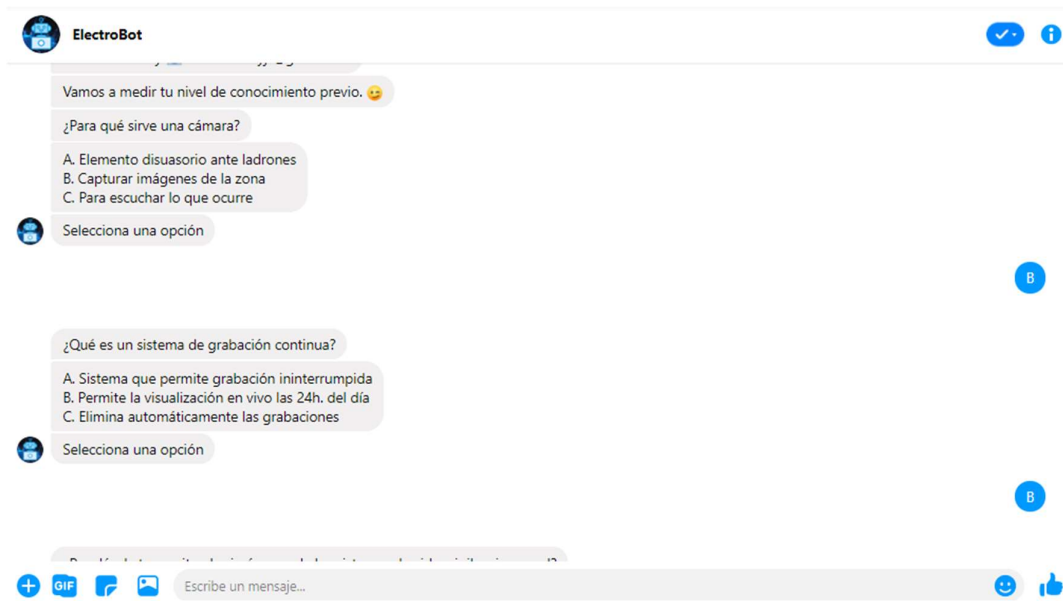 ElectroBot
Vamos a medir tu nivel de conocimiento previo.
¿Para qué sirve una cámara?
A. Elemento disuasorio ante ladrones
B. Capturar imágenes de la zona
C. Para escuchar lo que ocurre
Selecciona una opción
B
¿Qué es un sistema de grabación continua?
A. Sistema que permite grabación ininterrumpida
B. Permite la visualización en vivo las 24h. del día
C. Elimina automáticamente las grabaciones
Selecciona una opción
B
GIF
Escribe un mensaje...